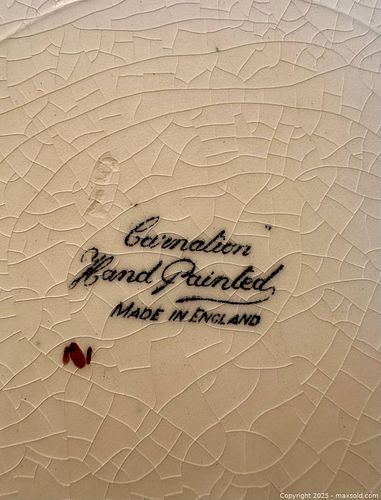 Carnation"
Hand Painted
MADE IN ENGLAND
Copyright 2025 - maxsold.com